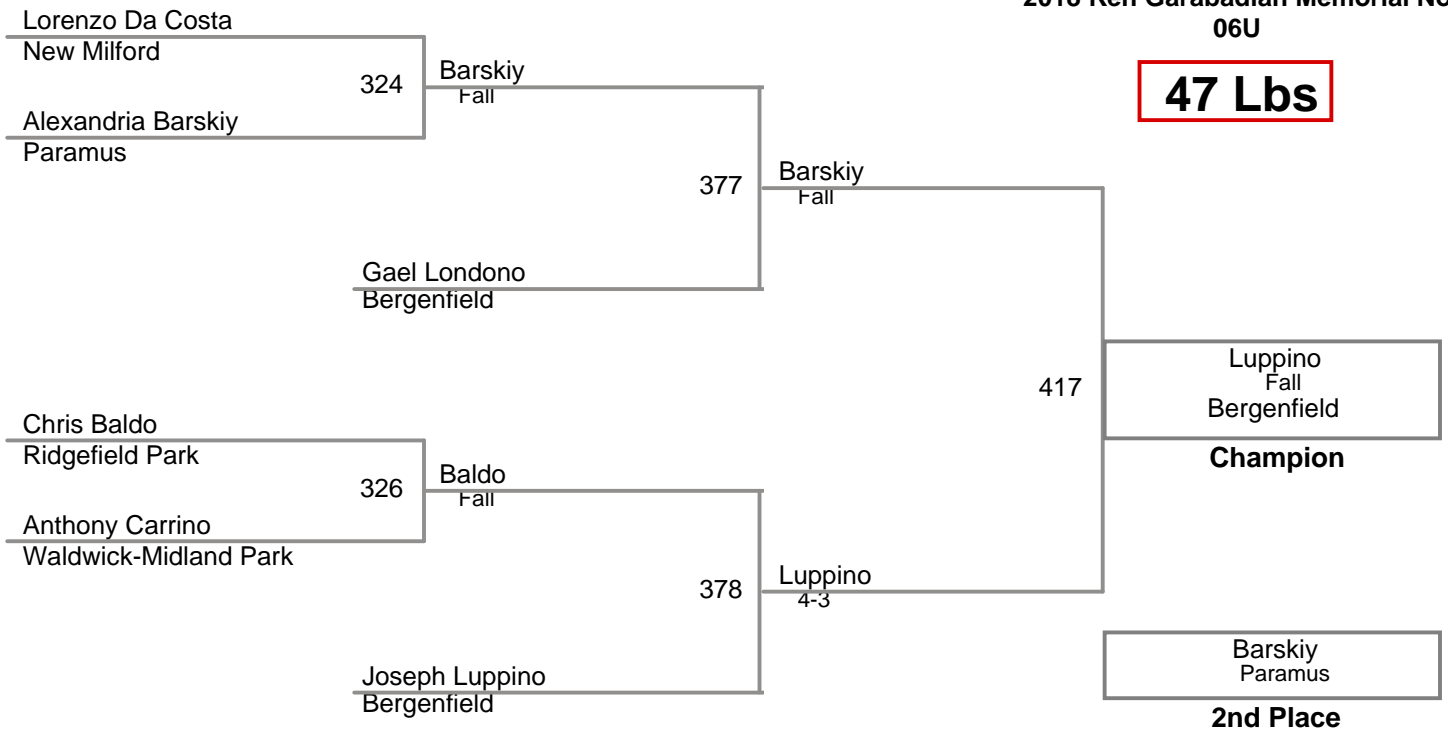 2018 Ken Garabadian Memorial
06U
47 Lbs
Lorenzo Da Costa
New Milford
324
Barskiy
Fall
Alexandria Barskiy
Paramus
377
Barskiy
Fall
Gael Londono
Bergenfield
417
Luppino
Fall
Bergenfield
Champion
Chris Baldo
Ridgefield Park
326
Baldo
Fall
Anthony Carrino
Waldwick-Midland Park
378
Luppino
4-3
Joseph Luppino
Bergenfield
Barskiy
Paramus
2nd Place